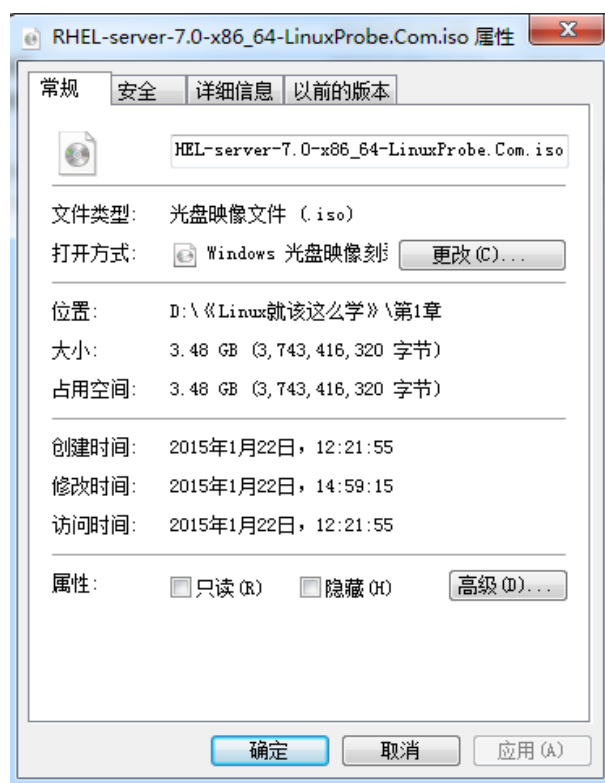 RHEL-server-7.0-x86_64-LinuxProbe.Com.iso 属性
常规 安全 详细信息 以前的版本
HEL-server-7.0-x86_64-LinuxProbe.Com.iso
文件类型: 光盘映像文件 (.iso)
打开方式: Windows 光盘映像刻 更改(C)...
位置: D:\《Linux就该这么学》\第1章
大小: 3.48 GB (3,743,416,320 字节)
占用空间: 3.48 GB (3,743,416,320 字节)
创建时间: 2015年1月22日，12:21:55
修改时间: 2015年1月22日，14:59:15
访问时间: 2015年1月22日，12:21:55
属性: 只读(R) 隐藏(H) 高级(D)...
确定 取消 应用(A)